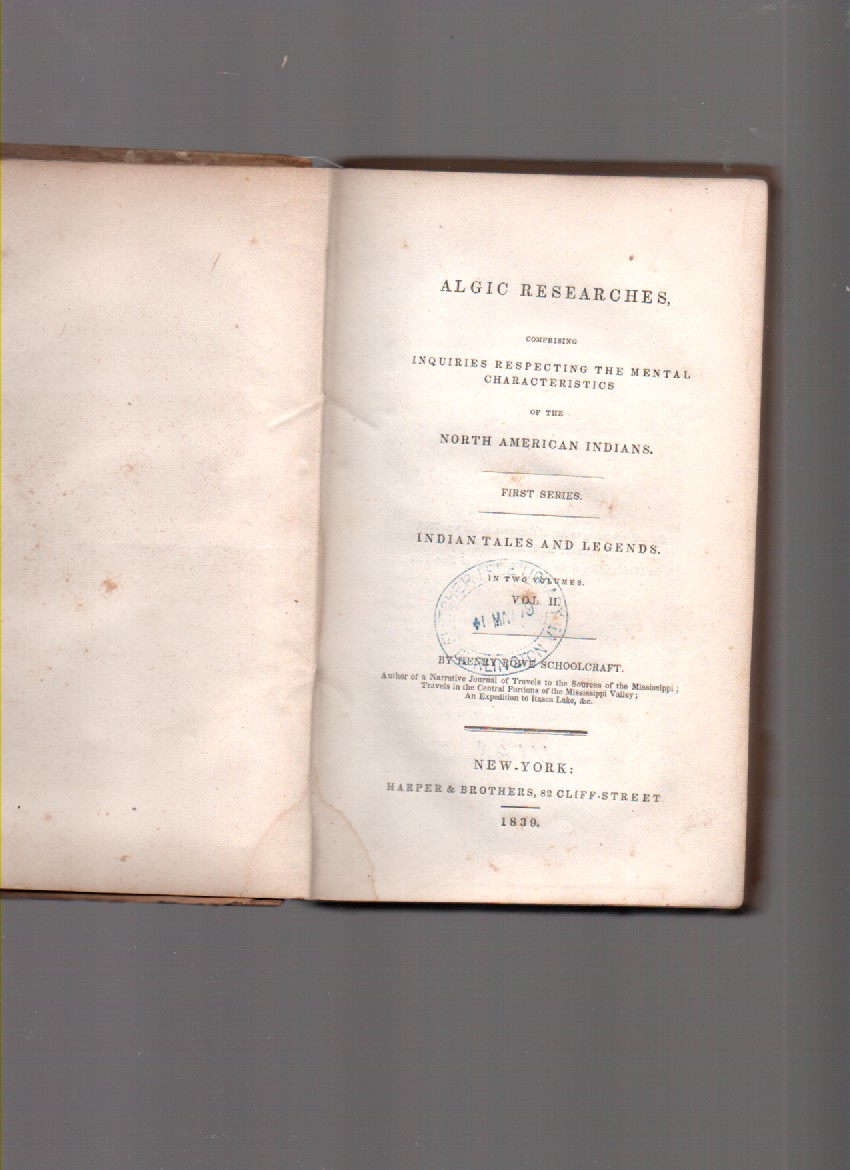 ALGIC RESEARCHES,
COMPRISING
INQUIRIES RESPECTING THE MENTAL
CHARACTERISTICS
OF THE
NORTH AMERICAN INDIANS.
FIRST SERIES.
INDIAN TALES AND LEGENDS.
IN TWO VOLUMES.
VOL. II.
BY HENRY ROWE SCHOOLCRAFT.
Author of a Narrative Journal of Travels to the Sources of the Mississippi;
Travels in the Central Portions of the Mississippi Valley;
An Expedition to Itasca Lake, &c.
NEW-YORK:
HARPER & BROTHERS, 82 CLIFF-STREET
1839.